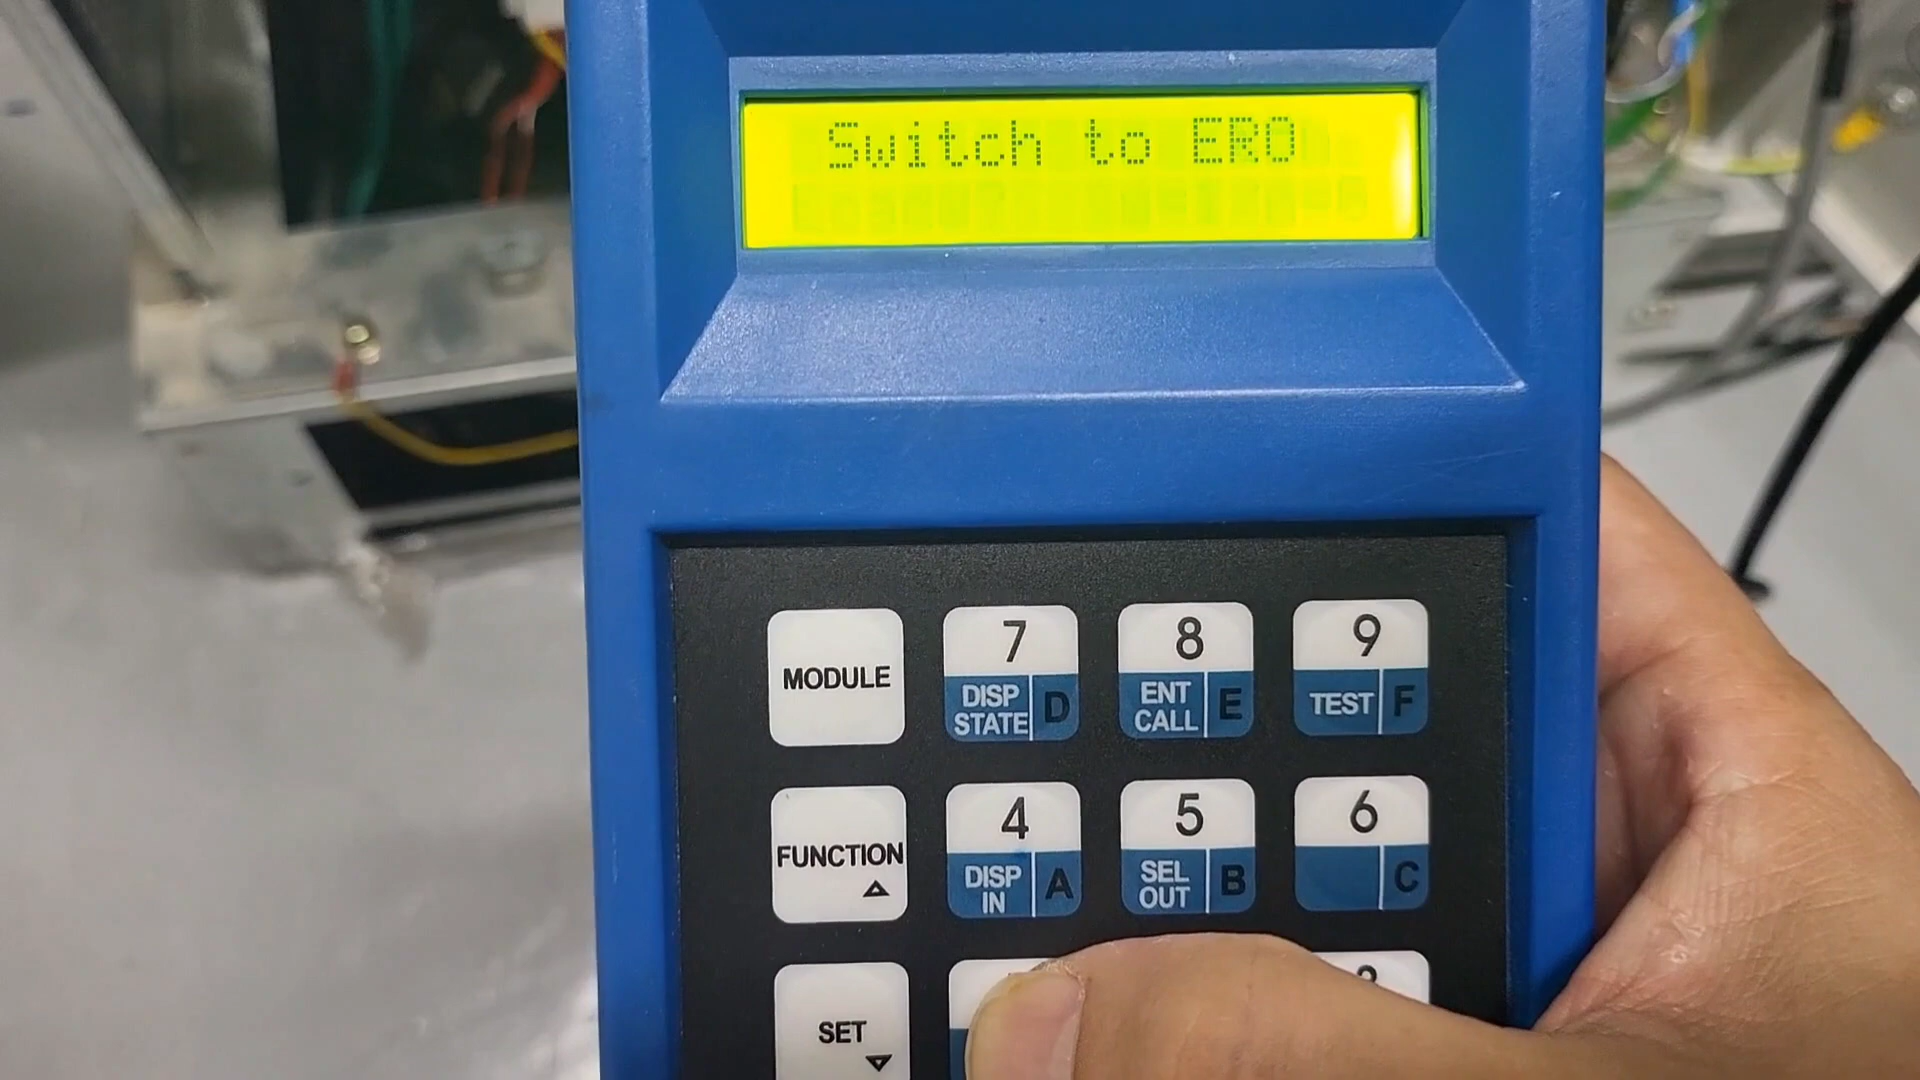 Switch to ERO
MODULE
7
DISP STATE
D
8
ENT CALL
E
9
TEST
F
FUNCTION
4
DISP IN
A
5
SEL OUT
B
6
C
SET